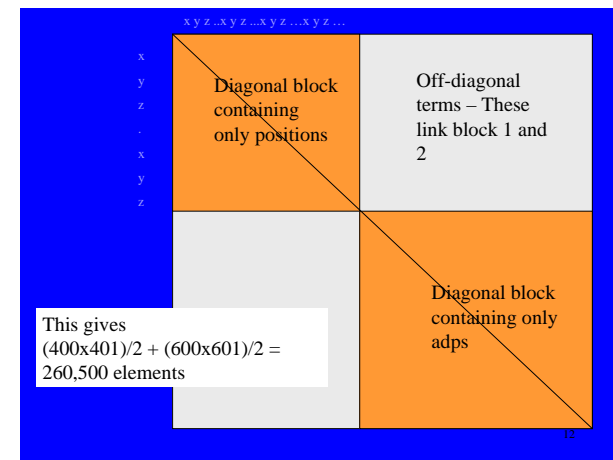 x y z ..x y z ...x y z …x y z …
x
y
z
.
x
y
z
Diagonal block
containing
only positions
Off-diagonal
terms – These
link block 1 and
2
Diagonal block
containing only
adps
This gives
(400x401)/2 + (600x601)/2 =
260,500 elements